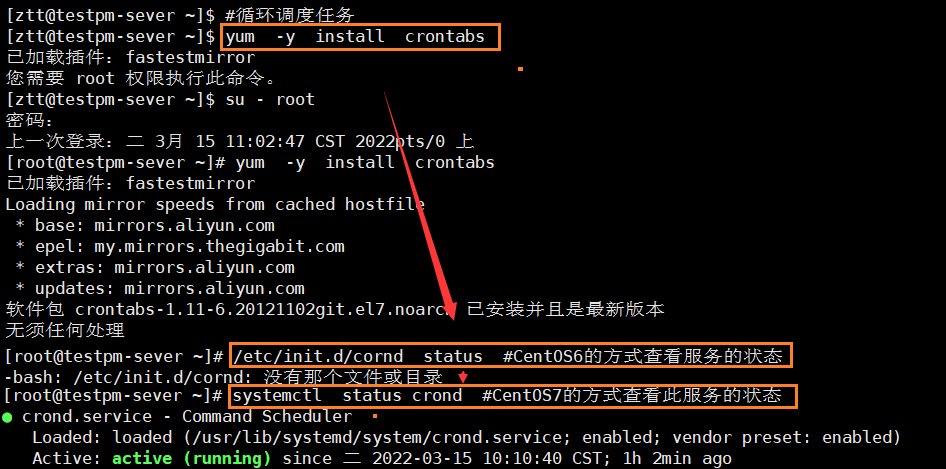 [ztt@testpm-sever ~]$ #循环调度任务
[ztt@testpm-sever ~]$ yum -y install crontabs
已加载插件：fastestmirror
您需要 root 权限执行此命令。
[ztt@testpm-sever ~]$ su - root
密码：
上一次登录：二 3月 15 11:02:47 CST 2022pts/0 上
[root@testpm-sever ~]# yum -y install crontabs
已加载插件：fastestmirror
Loading mirror speeds from cached hostfile
* base: mirrors.aliyun.com
* epel: my.mirrors.thegigabit.com
* extras: mirrors.aliyun.com
* updates: mirrors.aliyun.com
软件包 crontabs-1.11-6.20121102git.el7.noarch 已安装并且是最新版本
无须任何处理
[root@testpm-sever ~]# /etc/init.d/cornd status #CentOS6的方式查看服务的状态
-bash: /etc/init.d/cornd: 没有那个文件或目录
[root@testpm-sever ~]# systemctl status crond #CentOS7的方式查看此服务的状态
● crond.service - Command Scheduler
Loaded: loaded (/usr/lib/systemd/system/crond.service; enabled; vendor preset: enabled)
Active: active (running) since 二 2022-03-15 10:10:40 CST; 1h 2min ago